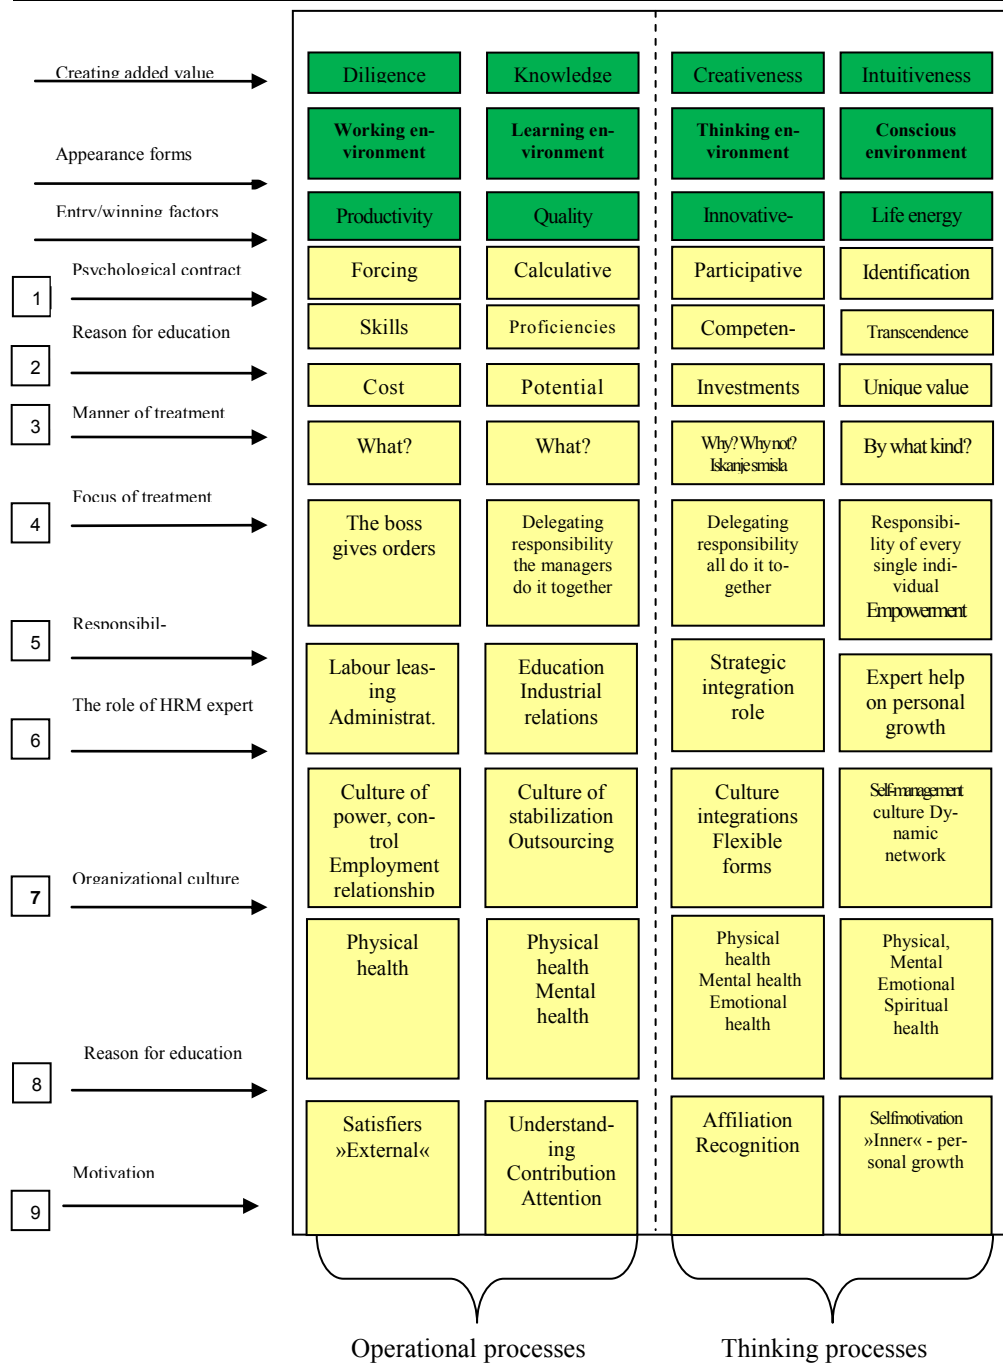 Creating added value
Diligence
Knowledge
Creativeness
Intuitiveness
Appearance forms
Working en-
vironment
Learning en-
vironment
Thinking en-
vironment
Conscious
environment
Entry/winning factors
Productivity
Quality
Innovative-
Life energy
1
Psychological contract
Forcing
Calculative
Participative
Identification
2
Reason for education
Skills
Proficiencies
Competen-
Transcendence
3
Manner of treatment
Cost
Potential
Investments
Unique value
4
Focus of treatment
What?
What?
Why? Why not?
Iskanje smisla
By what kind?
5
Responsibil-
The boss
gives orders
Delegating
responsibility
the managers
do it together
Delegating
responsibility
all do it to-
gether
Responsibi-
lity of every
single indi-
vidual
Empowerment
6
The role of HRM expert
Labour leas-
ing
Administrat.
Education
Industrial
relations
Strategic
integration
role
Expert help
on personal
growth
7
Organizational culture
Culture of
power, con-
trol
Employment
relationship
Culture of
stabilization
Outsourcing
Culture
integrations
Flexible
forms
Self-management
culture Dy-
namic
network
8
Reason for education
Physical
health
Physical
health
Mental
health
Physical
health
Mental health
Emotional
health
Physical,
Mental
Emotional
Spiritual
health
9
Motivation
Satisfiers
»External«
Understand-
ing
Contribution
Attention
Affiliation
Recognition
Selfmotivation
»Inner« - per-
sonal growth
Operational processes
Thinking processes